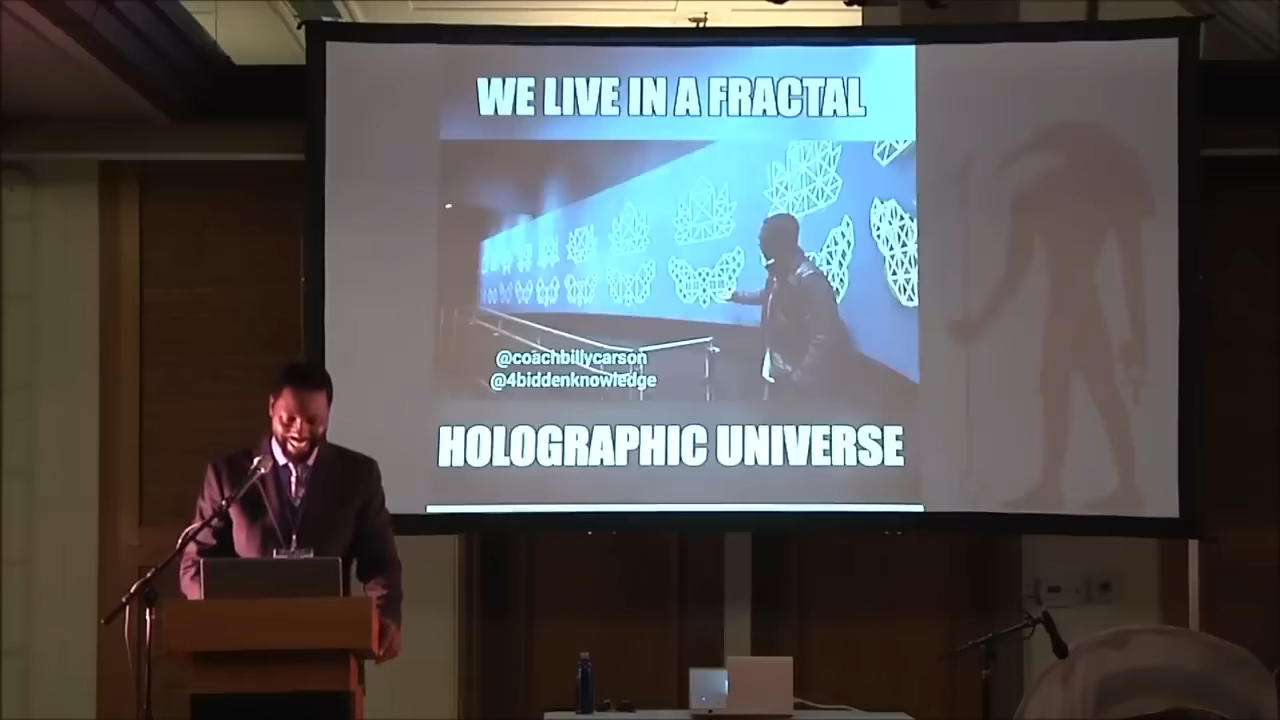 WE LIVE IN A FRACTAL
@coachbillycarson
@4biddenknowledge
HOLOGRAPHIC UNIVERSE